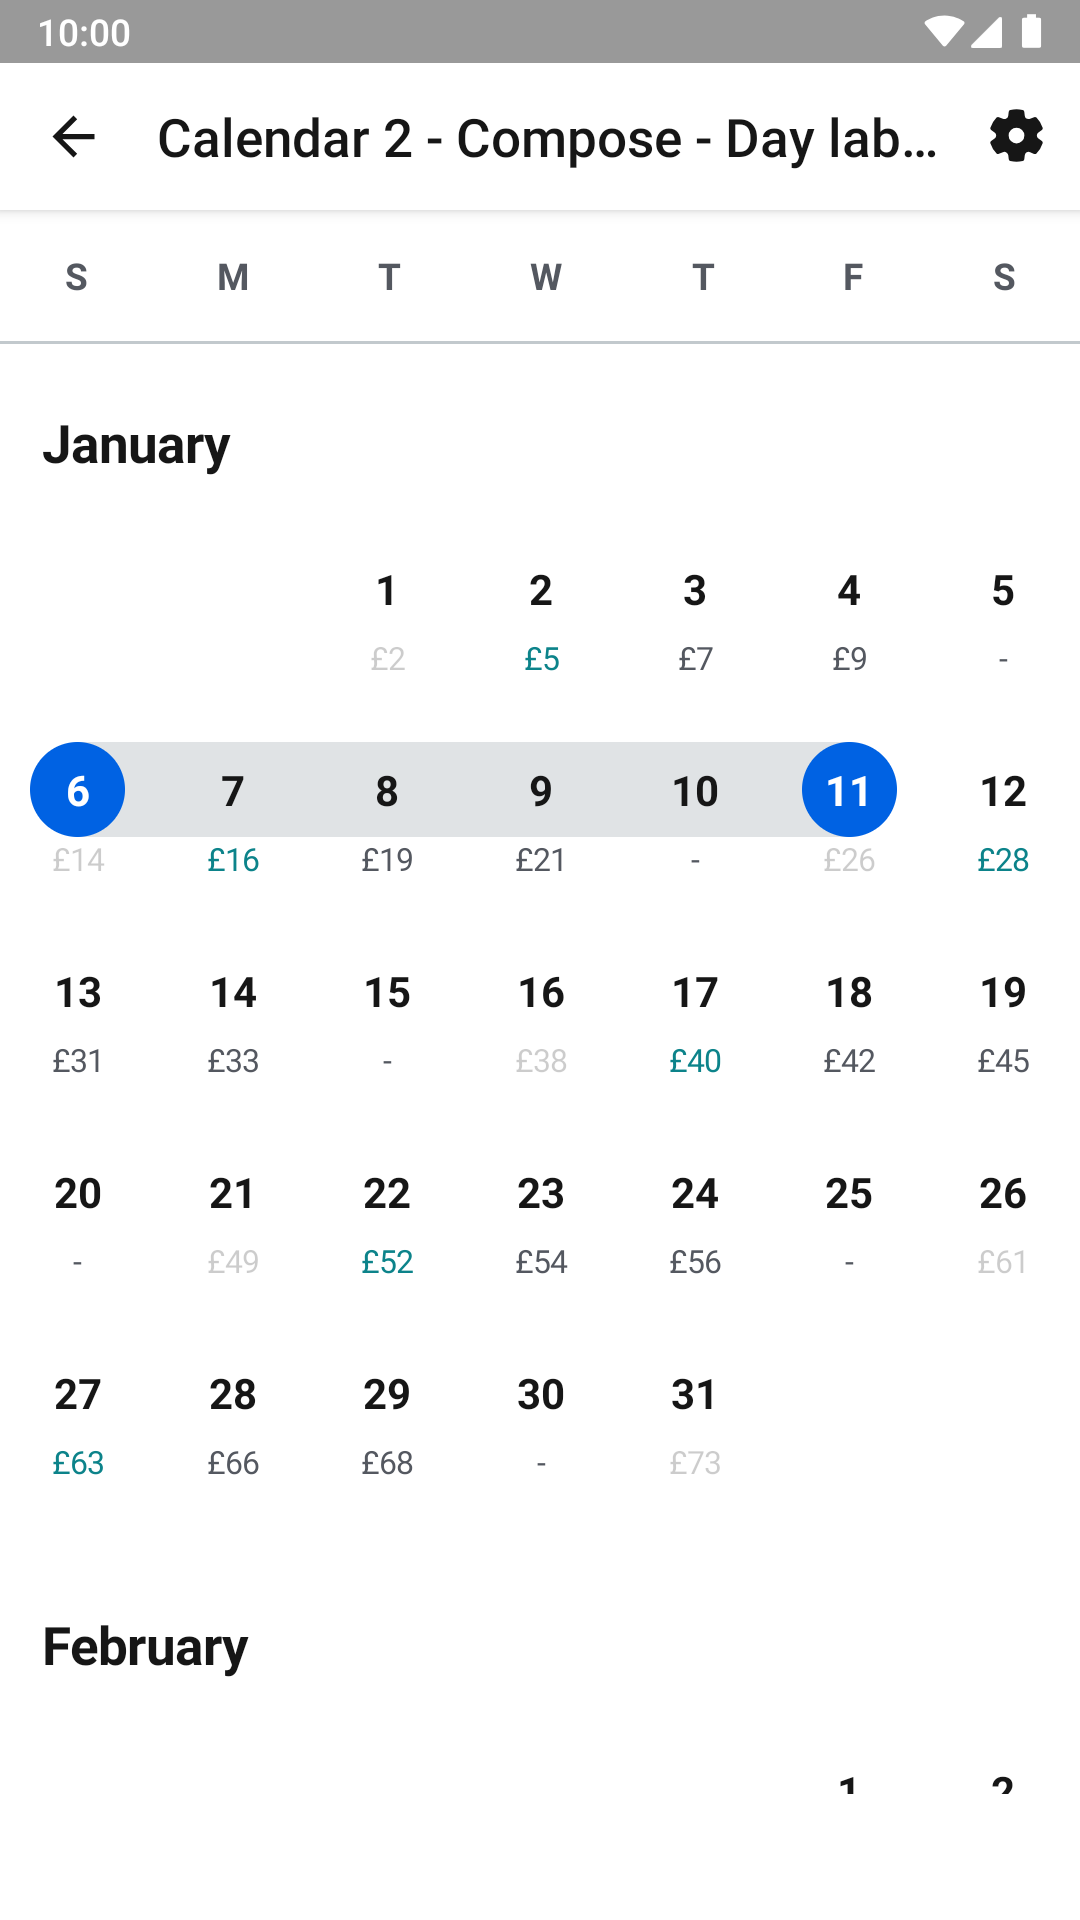 10:00
Calendar 2 - Compose - Day lab...
S M T W T F S
January
1 2 3 4 5
£2 £5 £7 £9 -
6 7 8 9 10 11 12
£14 £16 £19 £21 - £26 £28
13 14 15 16 17 18 19
£31 £33 - £38 £40 £42 £45
20 21 22 23 24 25 26
- £49 £52 £54 £56 - £61
27 28 29 30 31
£63 £66 £68 - £73
February
1 2